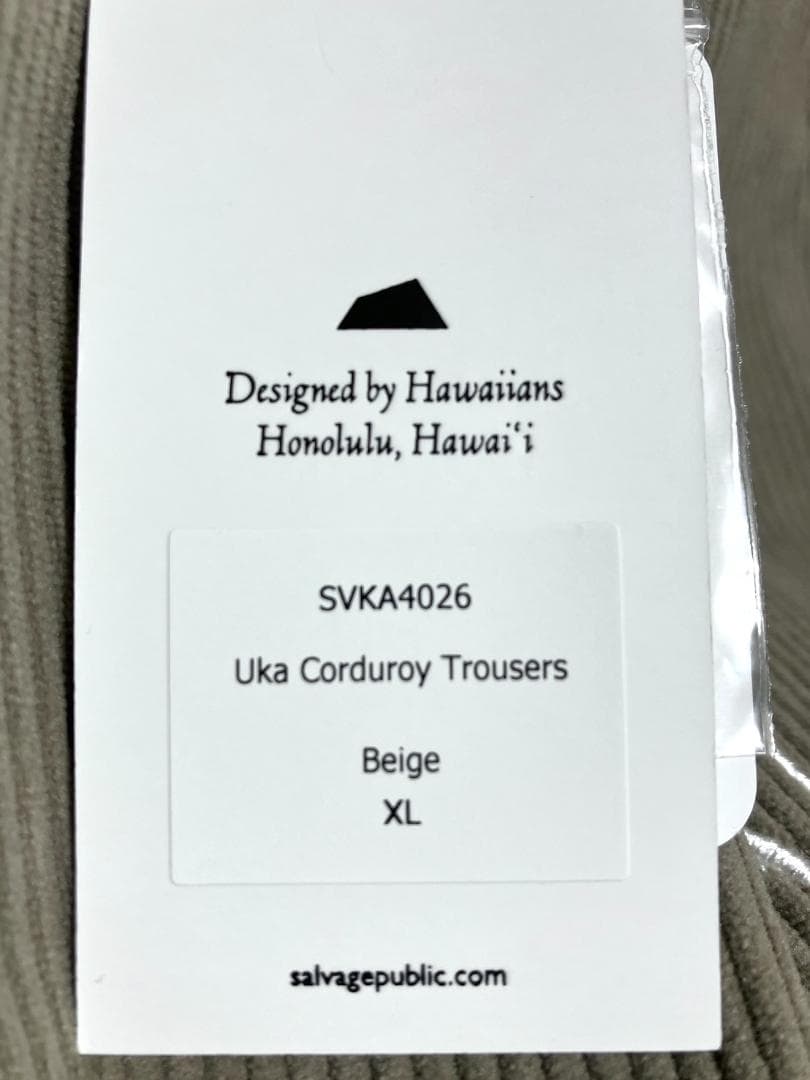 Designed by Hawaiians
Honolulu, Hawaiʻi
SVKA4026
Uka Corduroy Trousers
Beige
XL
salvagepublic.com